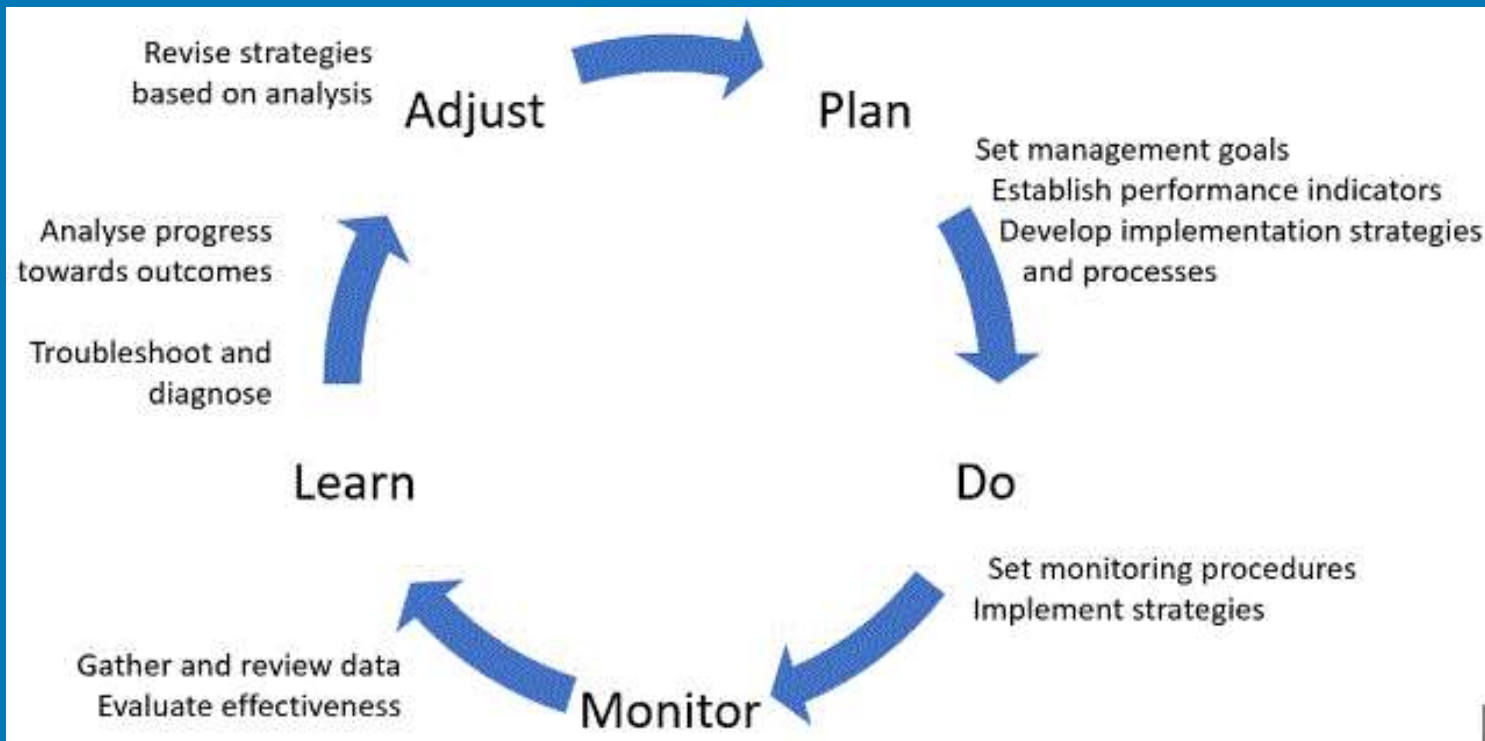 Plan
Set management goals
Establish performance indicators
Develop implementation strategies
and processes
Do
Set monitoring procedures
Implement strategies
Monitor
Gather and review data
Evaluate effectiveness
Learn
Troubleshoot and
diagnose
Analyse progress
towards outcomes
Adjust
Revise strategies
based on analysis